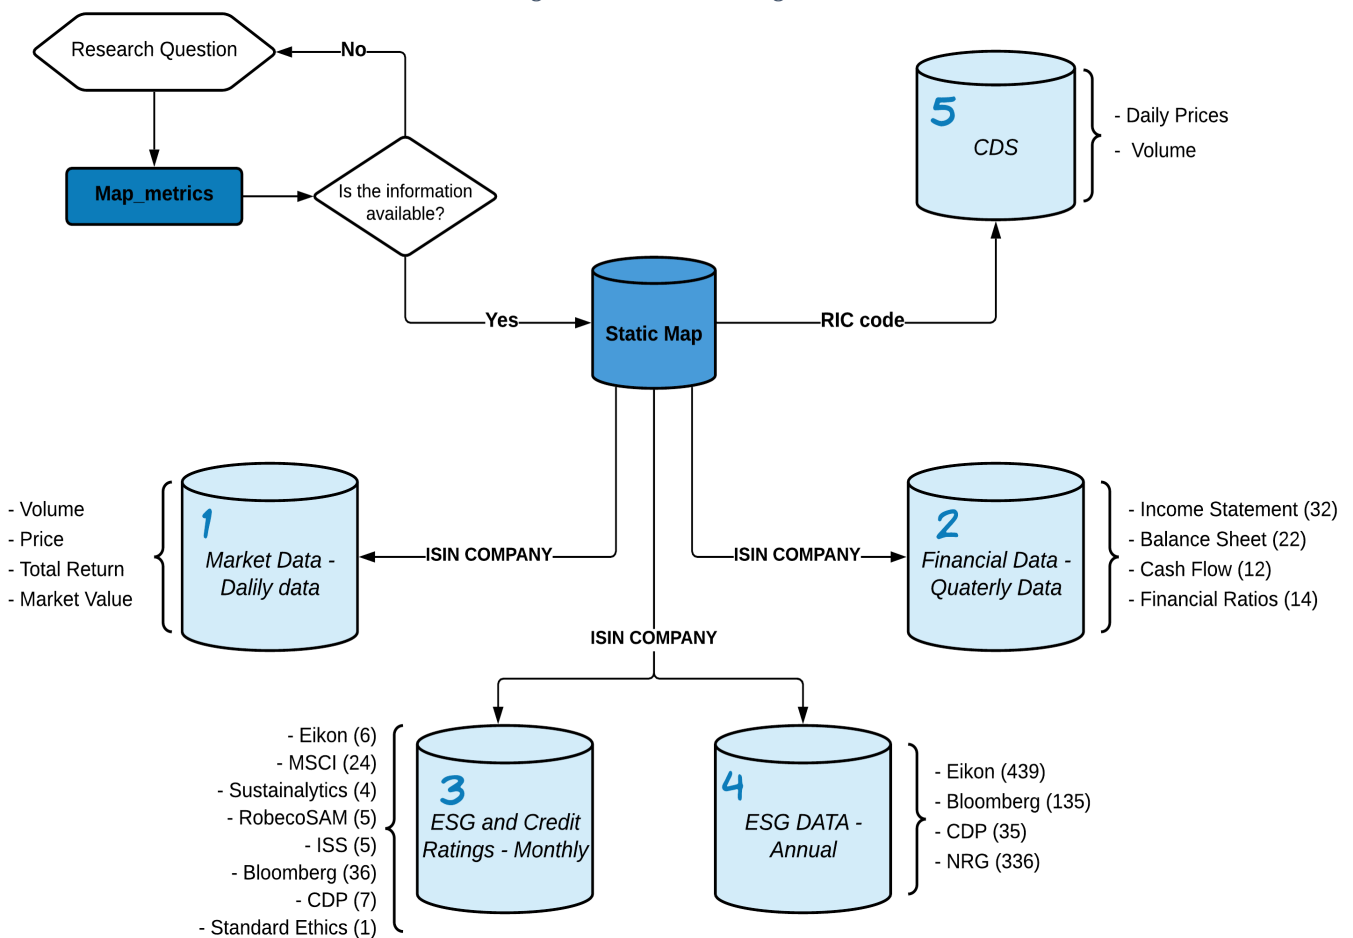 Research Question
No
Map_metrics
Is the information
available?
Yes
Static Map
RIC code
5
CDS
- Daily Prices
- Volume
- Volume
- Price
- Total Return
- Market Value
1
Market Data -
Dalily data
ISIN COMPANY
ISIN COMPANY
2
Financial Data -
Quaterly Data
- Income Statement (32)
- Balance Sheet (22)
- Cash Flow (12)
- Financial Ratios (14)
ISIN COMPANY
- Eikon (6)
- MSCI (24)
- Sustainalytics (4)
- RobecoSAM (5)
- ISS (5)
- Bloomberg (36)
- CDP (7)
- Standard Ethics (1)
3
ESG and Credit
Ratings - Monthly
4
ESG DATA -
Annual
- Eikon (439)
- Bloomberg (135)
- CDP (35)
- NRG (336)